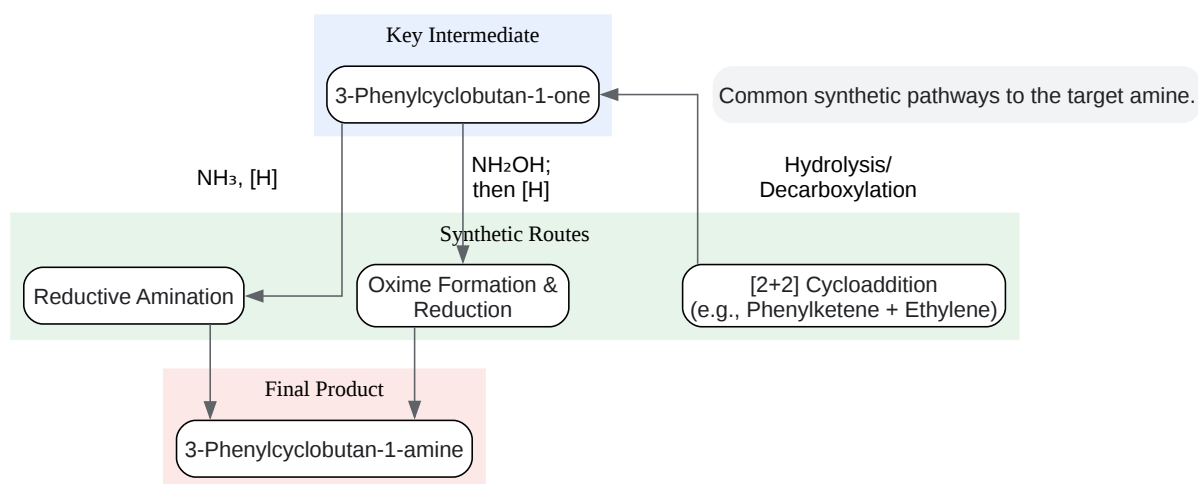 Key Intermediate
3-Phenylcyclobutan-1-one
Common synthetic pathways to the target amine.
NH₃, [H]
NH₂OH;
then [H]
Hydrolysis/
Decarboxylation
Synthetic Routes
Reductive Amination
Oxime Formation &
Reduction
[2+2] Cycloaddition
(e.g., Phenylketene + Ethylene)
Final Product
3-Phenylcyclobutan-1-amine